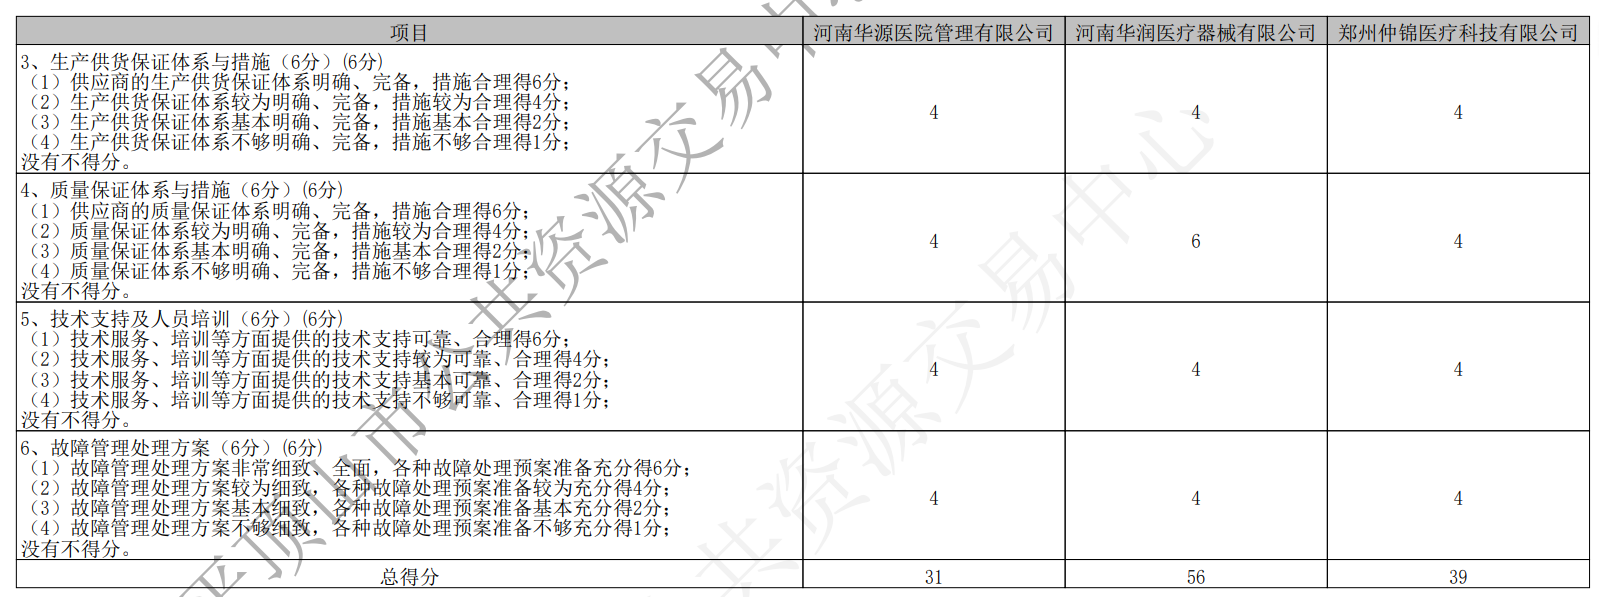 项目 河南华源医院管理有限公司 河南华润医疗器械有限公司 郑州仲锦医疗科技有限公司
3、生产供货保证体系与措施（6分）(6分)
（1）供应商的生产供货保证体系明确、完备，措施合理得6分；
（2）生产供货保证体系较为明确、完备，措施较为合理得4分；
（3）生产供货保证体系基本明确、完备，措施基本合理得2分；
（4）生产供货保证体系不够明确、完备，措施不够合理得1分；
没有不得分。
4 4 4
4、质量保证体系与措施（6分）(6分)
（1）供应商的质量保证体系明确、完备，措施合理得6分；
（2）质量保证体系较为明确、完备，措施较为合理得4分；
（3）质量保证体系基本明确、完备，措施基本合理得2分；
（4）质量保证体系不够明确、完备，措施不够合理得1分；
没有不得分。
4 6 4
5、技术支持及人员培训（6分）(6分)
（1）技术服务、培训等方面提供的技术支持可靠、合理得6分；
（2）技术服务、培训等方面提供的技术支持较为可靠、合理得4分；
（3）技术服务、培训等方面提供的技术支持基本可靠、合理得2分；
（4）技术服务、培训等方面提供的技术支持不够可靠、合理得1分；
没有不得分。
4 4 4
6、故障管理处理方案（6分）(6分)
（1）故障管理处理方案非常细致、全面，各种故障处理预案准备充分得6分；
（2）故障管理处理方案较为细致，各种故障处理预案准备较为充分得4分；
（3）故障管理处理方案基本细致，各种故障处理预案准备基本充分得2分；
（4）故障管理处理方案不够细致，各种故障处理预案准备不够充分得1分；
没有不得分。
4 4 4
总得分 31 56 39
平顶山市公共资源交易中心
共资源交易中心